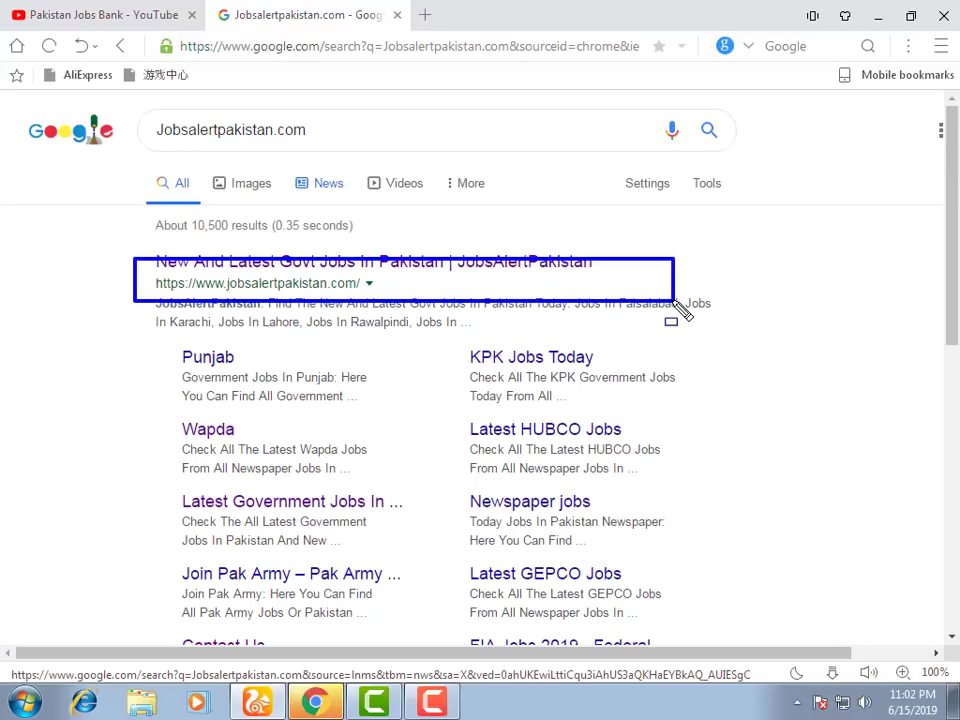 Pakistan Jobs Bank - YouTube
Jobsalertpakistan.com - Goog
https://www.google.com/search?q=Jobsalertpakistan.com&sourceid=chrome&ie
Google
AliExpress
游戏中心
Mobile bookmarks
Jobsalertpakistan.com
All
Images
News
Videos
More
Settings
Tools
About 10,500 results (0.35 seconds)
New And Latest Govt Jobs In Pakistan | JobsAlertPakistan
https://www.jobsalertpakistan.com/
JobsAlertPakistan: Find The New And Latest Govt Jobs In Pakistan Today. Jobs In Faisalabad, Jobs
In Karachi, Jobs In Lahore, Jobs In Rawalpindi, Jobs In ...
Punjab
Government Jobs In Punjab: Here
You Can Find All Government ...
KPK Jobs Today
Check All The KPK Government Jobs
Today From All ...
Wapda
Check All The Latest Wapda Jobs
From All Newspaper Jobs In ...
Latest HUBCO Jobs
Check All The Latest HUBCO Jobs
From All Newspaper Jobs In ...
Latest Government Jobs In ...
Check The All Latest Government
Jobs In Pakistan And New ...
Newspaper jobs
Today Jobs In Pakistan Newspaper:
Here You Can Find ...
Join Pak Army – Pak Army ...
Join Pak Army: Here You Can Find
All Pak Army Jobs Or Pakistan ...
Latest GEPCO Jobs
Check All The Latest GEPCO Jobs
From All Newspaper Jobs In ...
Contact Us
FIA Jobs 2019 - Federal
https://www.google.com/search?q=Jobsalertpakistan.com&source=lnms&tbm=nws&sa=X&ved=0ahUKEwiLttiCqu3iAhUS3aQKHaEYBkAQ_AUIESgC
100%
11:02 PM
6/15/2019